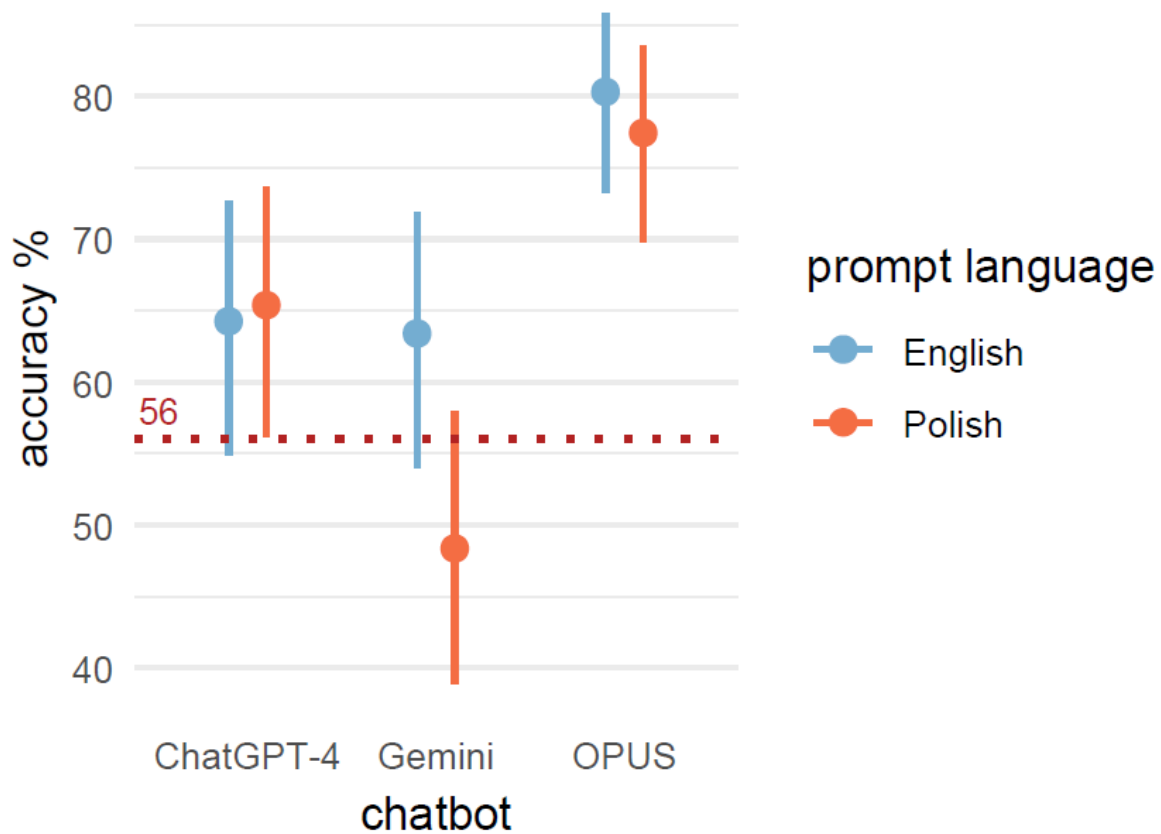 accuracy %
80
70
60
50
40
56
ChatGPT-4 Gemini OPUS
chatbot
prompt language
English
Polish